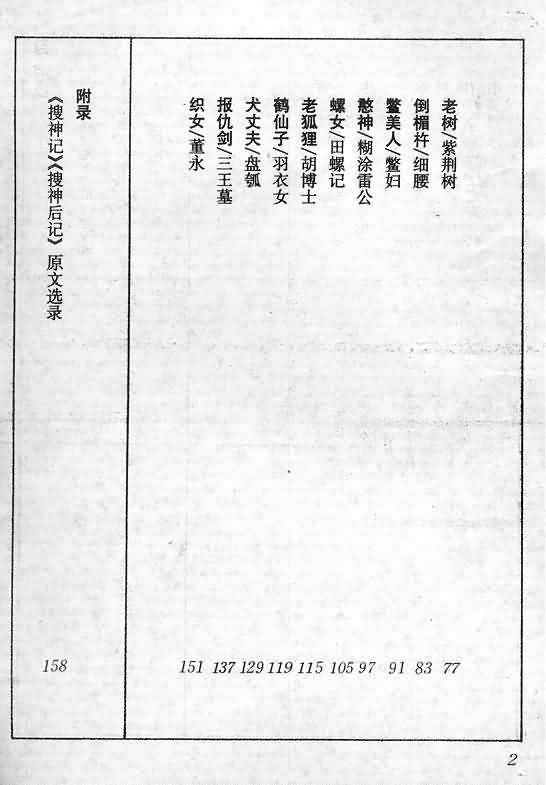 老树/紫荆树 77
倒楣杵/细腰 83
鳖美人/鳖妇 91
憨神/糊涂雷公 97
螺女/田螺记 105
老狐狸/胡博士 115
鹤仙子/羽衣女 119
犬丈夫/盘瓠 129
报仇剑/三王墓 137
织女/董永 151
附录
《搜神记》《搜神后记》原文选录 158
2